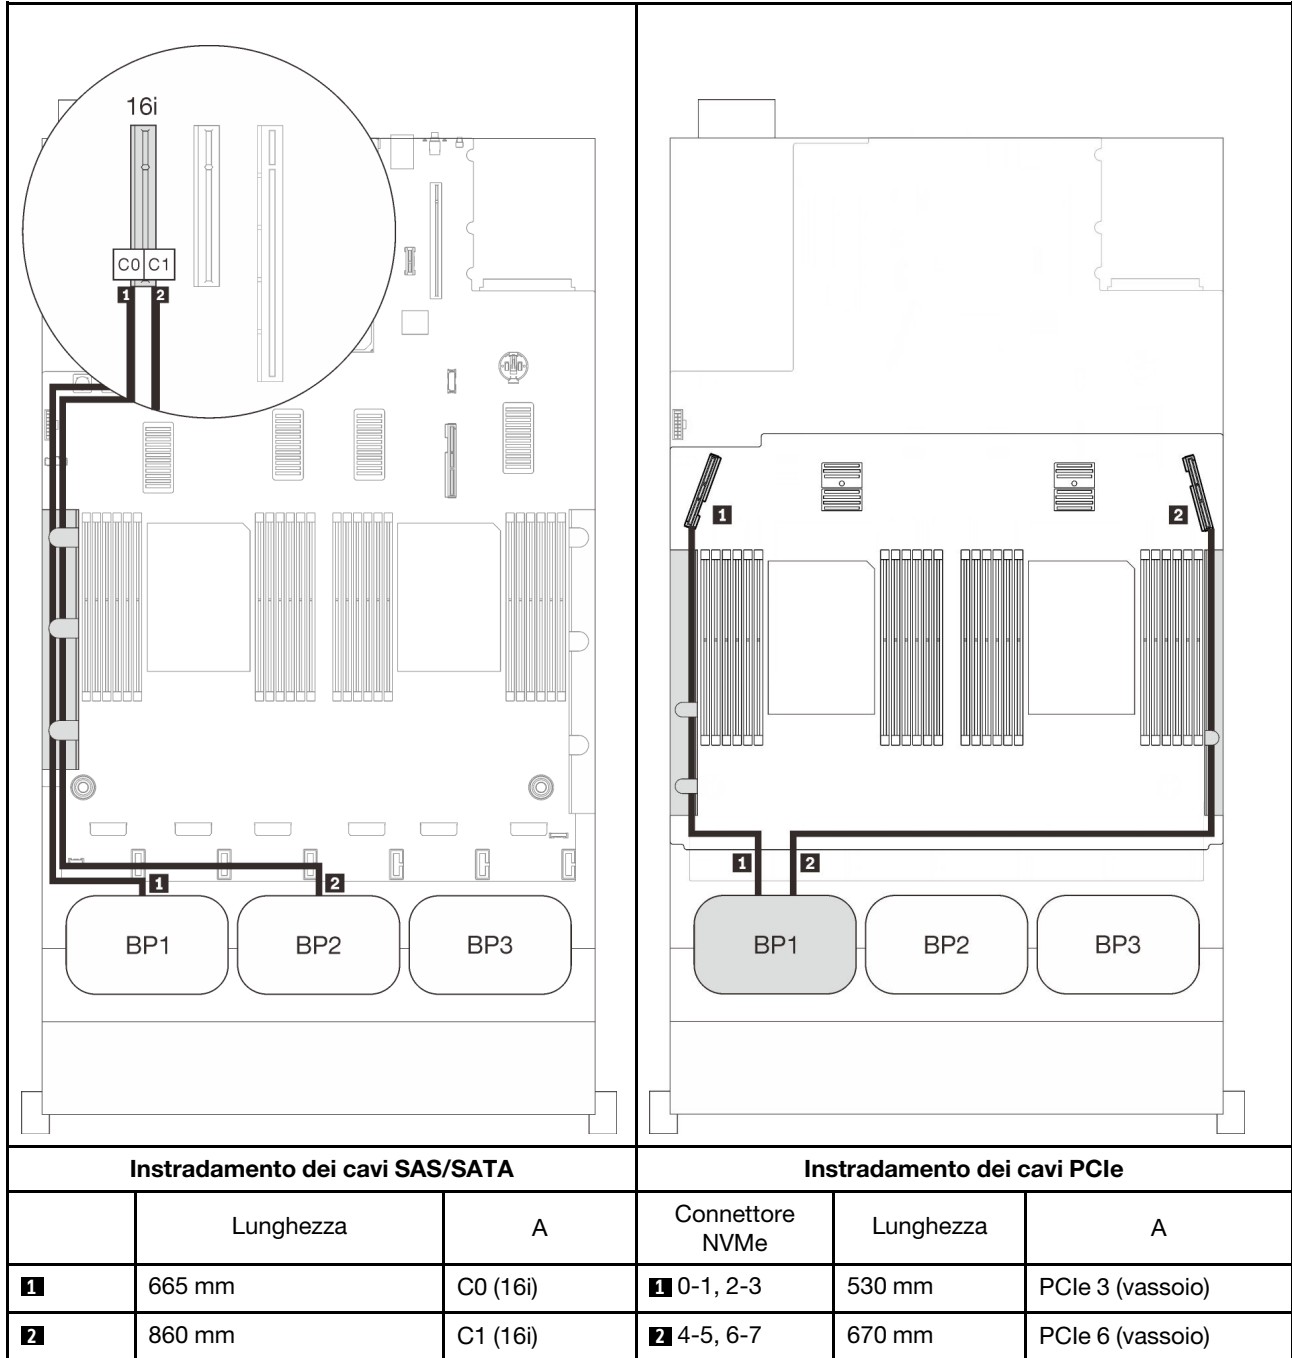 16i
C0 C1
1 2
1 2
BP1 BP2 BP3
1 2
1 2
BP1 BP2 BP3
Instradamento dei cavi SAS/SATA
Instradamento dei cavi PCIe
Lunghezza A Connettore NVMe Lunghezza A
1 665 mm C0 (16i) 1 0-1, 2-3 530 mm PCIe 3 (vassoio)
2 860 mm C1 (16i) 2 4-5, 6-7 670 mm PCIe 6 (vassoio)